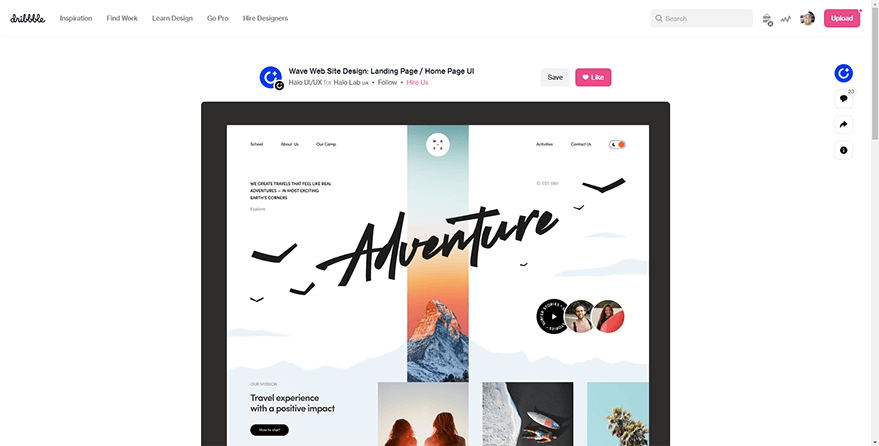 dribbble
Inspiration
Find Work
Learn Design
Go Pro
Hire Designers
Search
Upload
Wave Web Site Design: Landing Page / Home Page UI
Halo UI/UX for Halo Lab UA • Follow • Hire Us
Save
Like
23
School
About Us
Our Camp
W A
V E
Activities
Contact Us
WE CREATE TRAVELS THAT FEEL LIKE REAL
ADVENTURES — IN MOST EXCITING
EARTH'S CORNERS
Explore
© EST. 1981
Adventure
OUR MISSION
Travel experience
with a positive impact
How to start